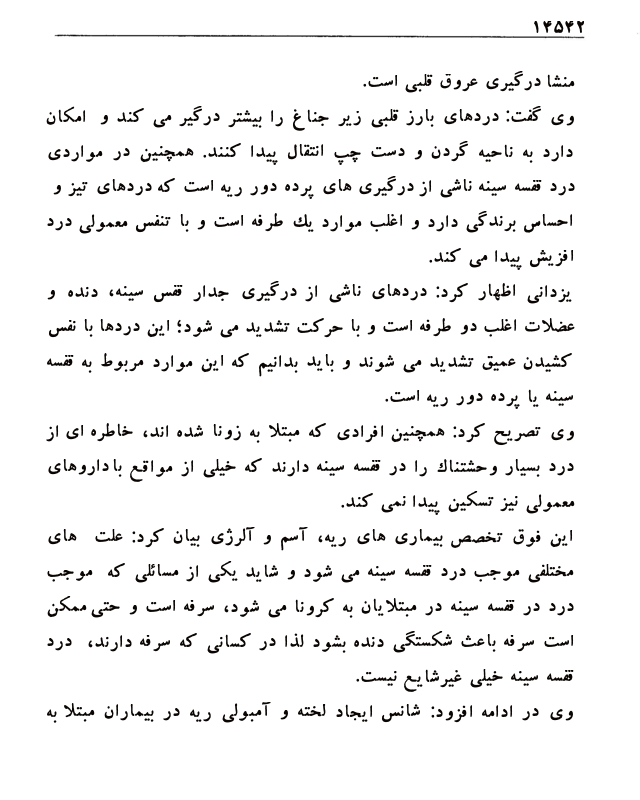 ۱۴۵۴۲
منشا درگیری عروق قلبی است.
وی گفت: دردهای بارز قلبی زیر جناغ را بیشتر درگیر می کند و امکان
دارد به ناحیه گردن و دست چپ انتقال پیدا کنند. همچنین در مواردی
درد قفسه سینه ناشی از درگیری های پرده دور ریه است که دردهای تیز و
احساس برندگی دارد و اغلب موارد یك طرفه است و با تنفس معمولی درد
افزیش پیدا می کند.
یزدانی اظهار کرد: دردهای ناشی از درگیری جدار قفس سینه، دنده و
عضلات اغلب دو طرفه است و با حرکت تشدید می شود؛ این دردها با نفس
کشیدن عمیق تشدید می شوند و باید بدانیم که این موارد مربوط به قفسه
سینه یا پرده دور ریه است.
وی تصریح کرد: همچنین افرادی که مبتلا به زونا شده اند، خاطره ای از
درد بسیار وحشتناك را در قفسه سینه دارند که خیلی از مواقع با داروهای
معمولی نیز تسکین پیدا نمی کند.
این فوق تخصص بیماری های ریه، آسم و آلرژی بیان کرد: علت های
مختلفی موجب درد قفسه سینه می شود و شاید یکی از مسائلی که موجب
درد در قفسه سینه در مبتلایان به کرونا می شود، سرفه است و حتی ممکن
است سرفه باعث شکستگی دنده بشود لذا در کسانی که سرفه دارند، درد
قفسه سینه خیلی غیرشایع نیست.
وی در ادامه افزود: شانس ایجاد لخته و آمبولی ریه در بیماران مبتلا به